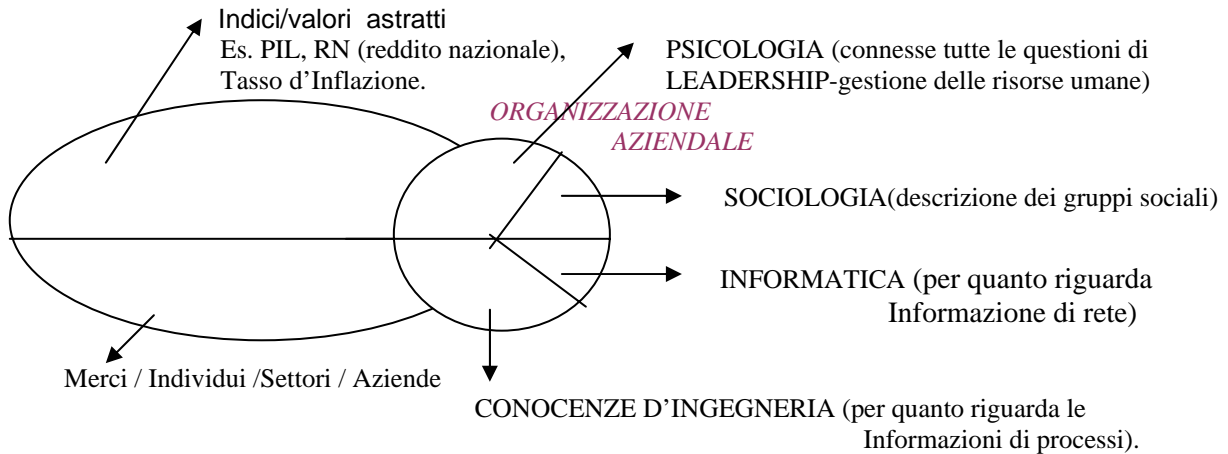 Indici/valori astratti
Es. PIL, RN (reddito nazionale),
Tasso d'Inflazione.
PSICOLOGIA (connesse tutte le questioni di
LEADERSHIP-gestione delle risorse umane)
ORGANIZZAZIONE
AZIENDALE
SOCIOLOGIA(descrizione dei gruppi sociali)
INFORMATICA (per quanto riguarda
Informazione di rete)
Merci / Individui /Settori / Aziende
CONOCENZE D'INGEGNERIA (per quanto riguarda le
Informazioni di processi).